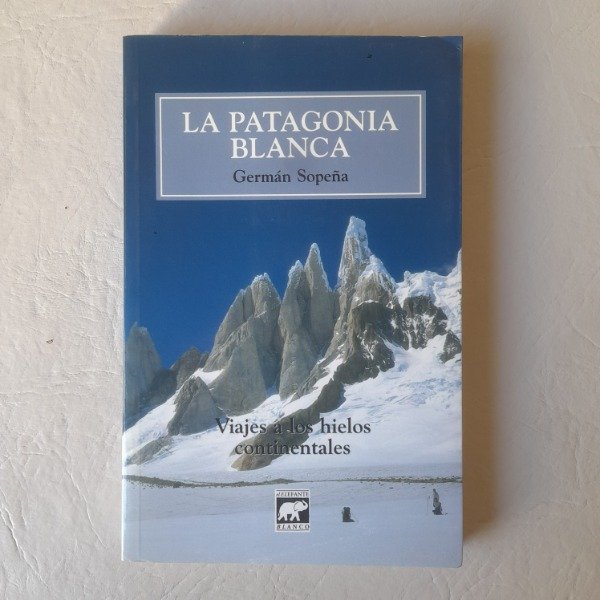 LA PATAGONIA
BLANCA
Germán Sopeña
Viajes a los hielos
continentales
ELEFANTE
BLANCO